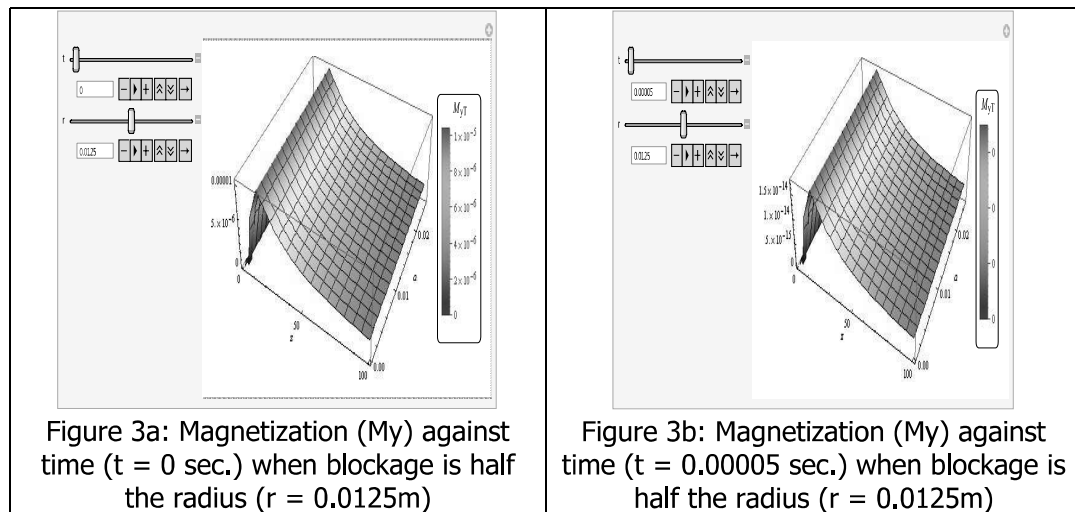 t
0
r
0.0125
M_yT
1×10^-5
8×10^-6
6×10^-6
4×10^-6
2×10^-6
0
0.00001
5.×10^-6
0
0
50
z
100
0.00
0.01
a
0.02
Figure 3a: Magnetization (My) against
time (t = 0 sec.) when blockage is half
the radius (r = 0.0125m)
t
0.00005
r
0.0125
M_yT
0
0
0
1.5×10^-14
1.×10^-14
5.×10^-15
0
0
50
z
100
0.00
0.01
a
0.02
Figure 3b: Magnetization (My) against
time (t = 0.00005 sec.) when blockage is
half the radius (r = 0.0125m)